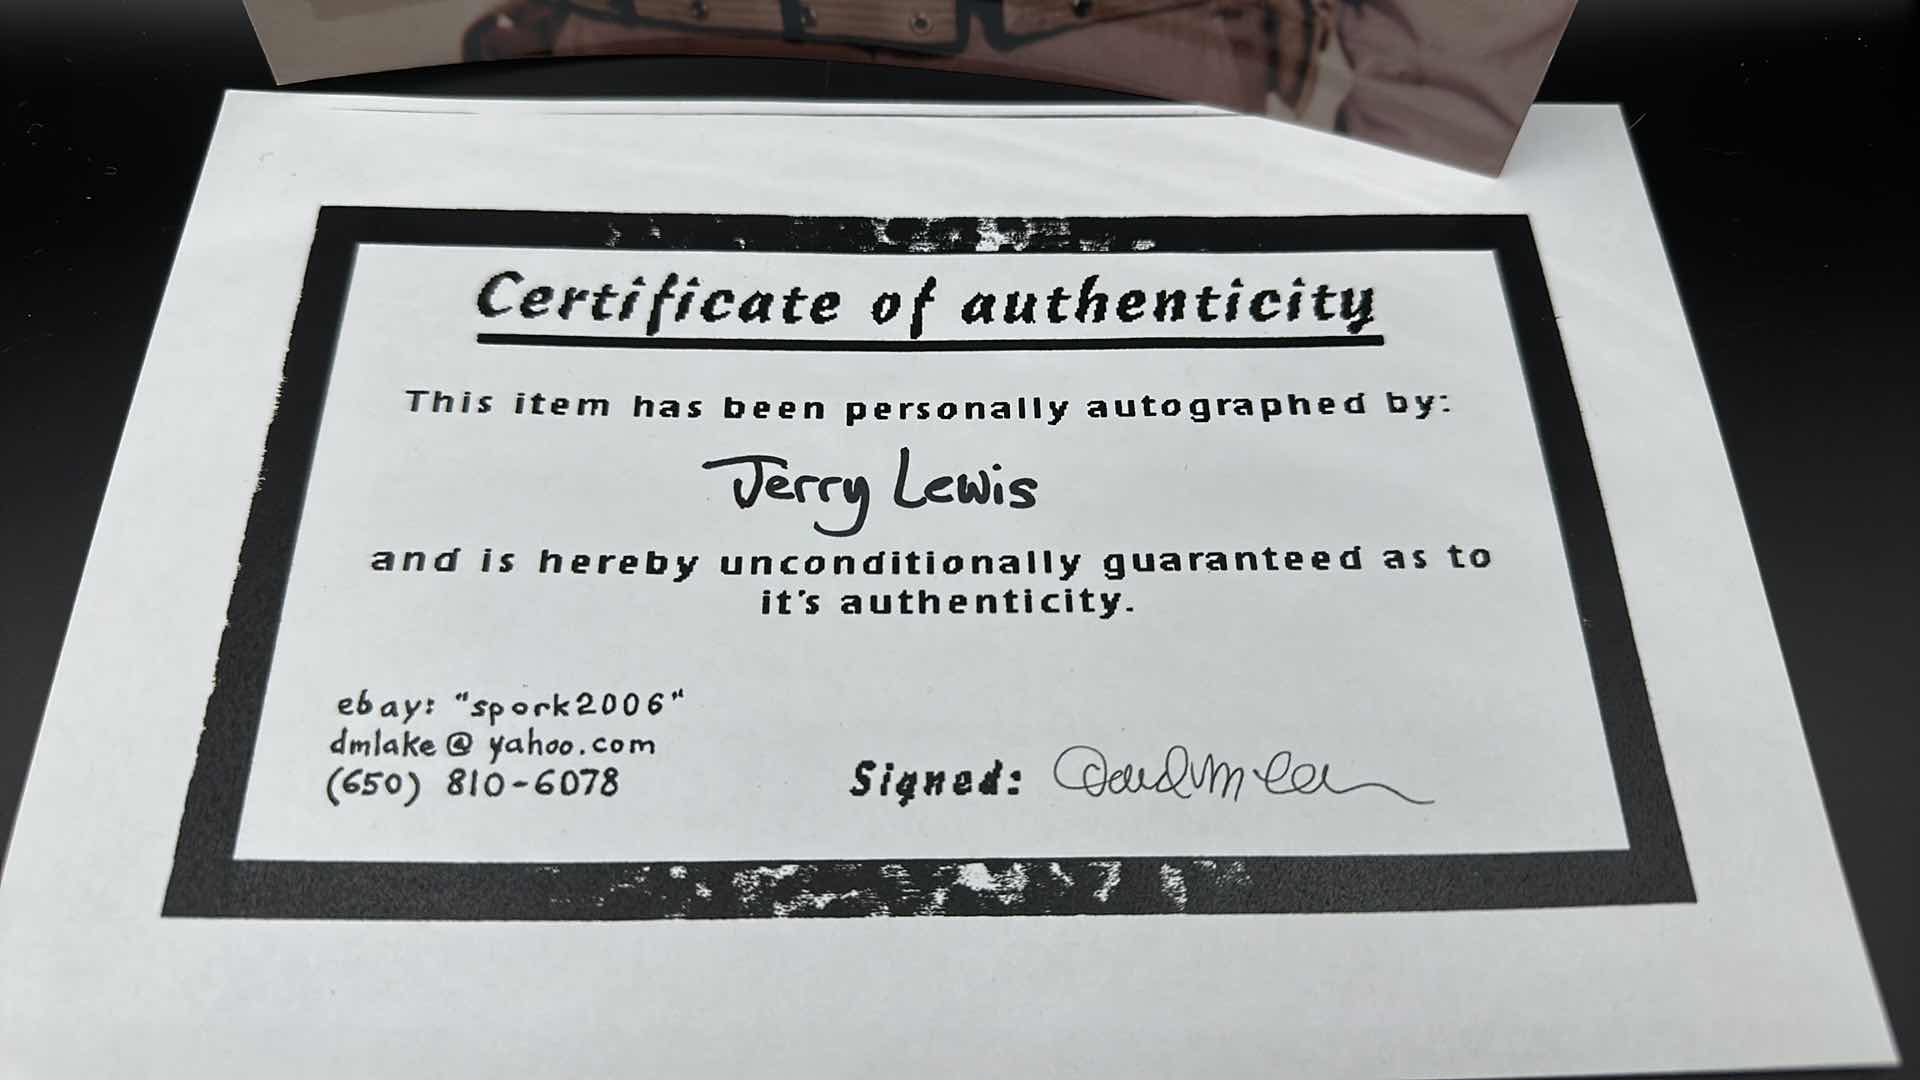 Certificate of authenticity
This item has been personally autographed by:
Jerry Lewis
and is hereby unconditionally guaranteed as to
it's authenticity.
ebay: "spork2006"
dmlake@yahoo.com
(650) 810-6078
Signed: